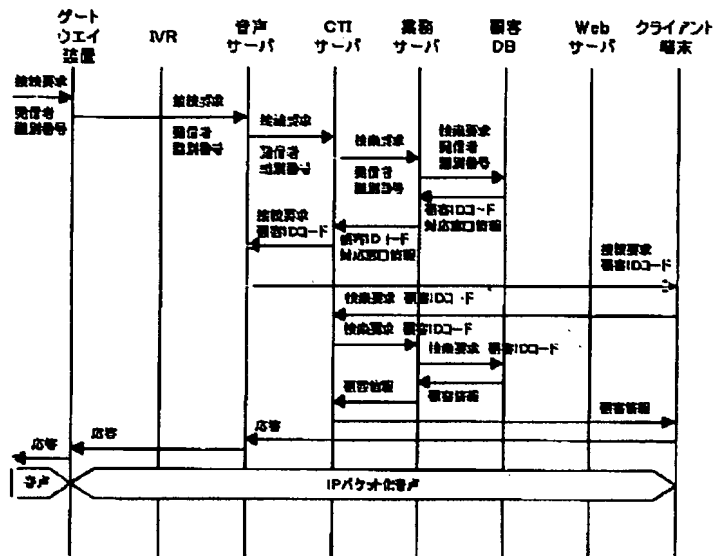 ゲート
ウエイ
装置
IVR
音声
サーバ
CTI
サーバ
業務
サーバ
顧客
DB
Web
サーバ
クライアント
端末
接続要求
発信者
識別番号
接続要求
発信者
識別番号
接続要求
発信者
識別番号
検索要求
発信者
識別番号
検索要求
発信者
識別番号
顧客IDコード
対応窓口情報
顧客IDコード
対応窓口情報
接続要求
顧客IDコード
接続要求
顧客IDコード
検索要求 顧客IDコード
検索要求 顧客IDコード
検索要求 顧客IDコード
顧客情報
顧客情報
顧客情報
応答
応答
音声
IPパケット化音声